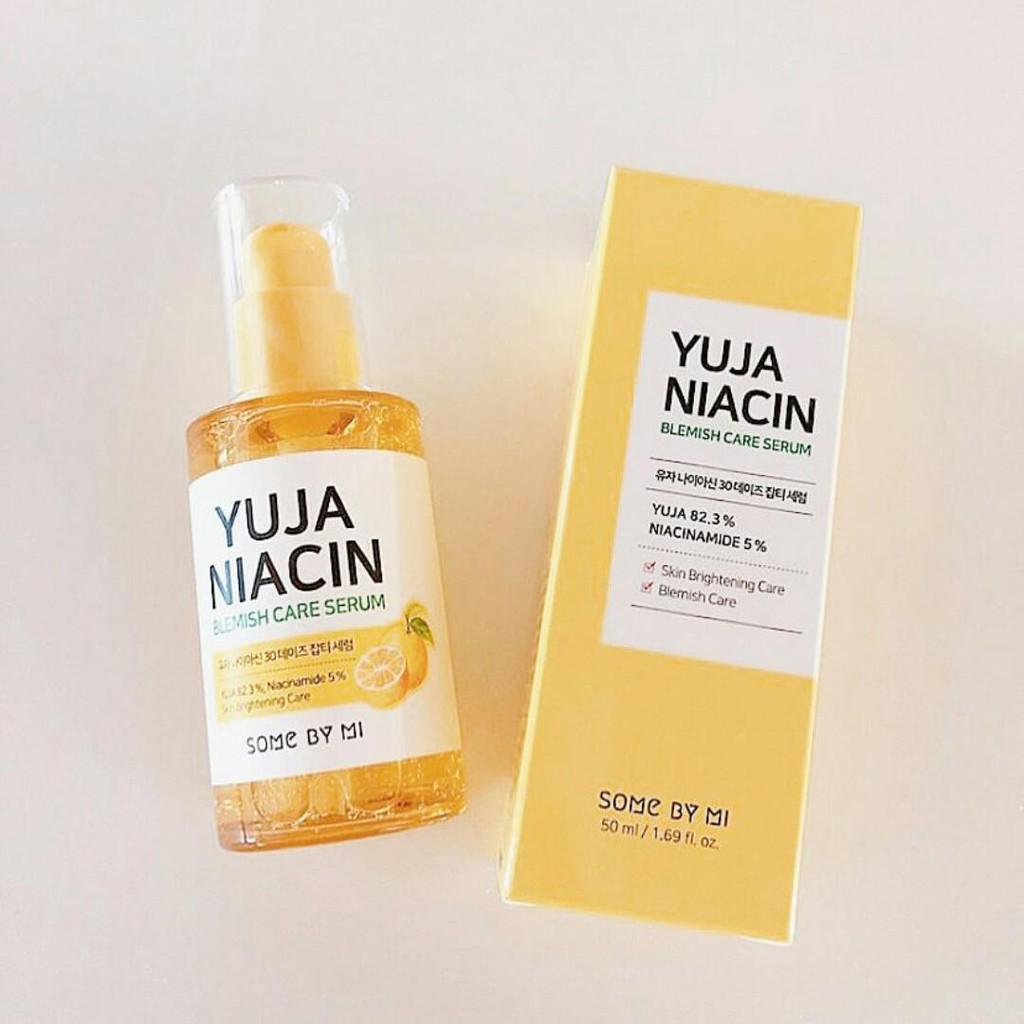 YUJA
NIACIN
BLEMISH CARE SERUM
유자 나이아신 30 데이즈 잡티 세럼
YUJA 82.3%, Niacinamide 5%
Skin Brightening Care
SOME BY MI
YUJA
NIACIN
BLEMISH CARE SERUM
유자 나이아신 30 데이즈 잡티 세럼
YUJA 82.3%
NIACINAMIDE 5%
Skin Brightening Care
Blemish Care
SOME BY MI
50 ml / 1.69 fl. oz.